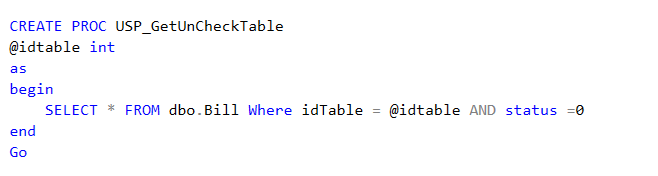 CREATE PROC USP_GetUnCheckTable
@idtable int
as
begin
    SELECT * FROM dbo.Bill Where idTable = @idtable AND status =0
end
Go